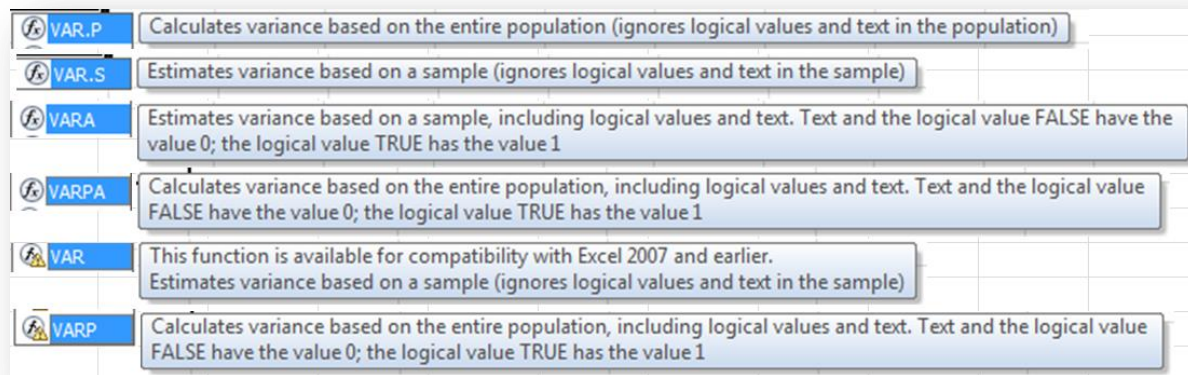 VAR.P Calculates variance based on the entire population (ignores logical values and text in the population)
VAR.S Estimates variance based on a sample (ignores logical values and text in the sample)
VARA Estimates variance based on a sample, including logical values and text. Text and the logical value FALSE have the
value 0; the logical value TRUE has the value 1
VARPA Calculates variance based on the entire population, including logical values and text. Text and the logical value
FALSE have the value 0; the logical value TRUE has the value 1
VAR This function is available for compatibility with Excel 2007 and earlier.
Estimates variance based on a sample (ignores logical values and text in the sample)
VARP Calculates variance based on the entire population, including logical values and text. Text and the logical value
FALSE have the value 0; the logical value TRUE has the value 1